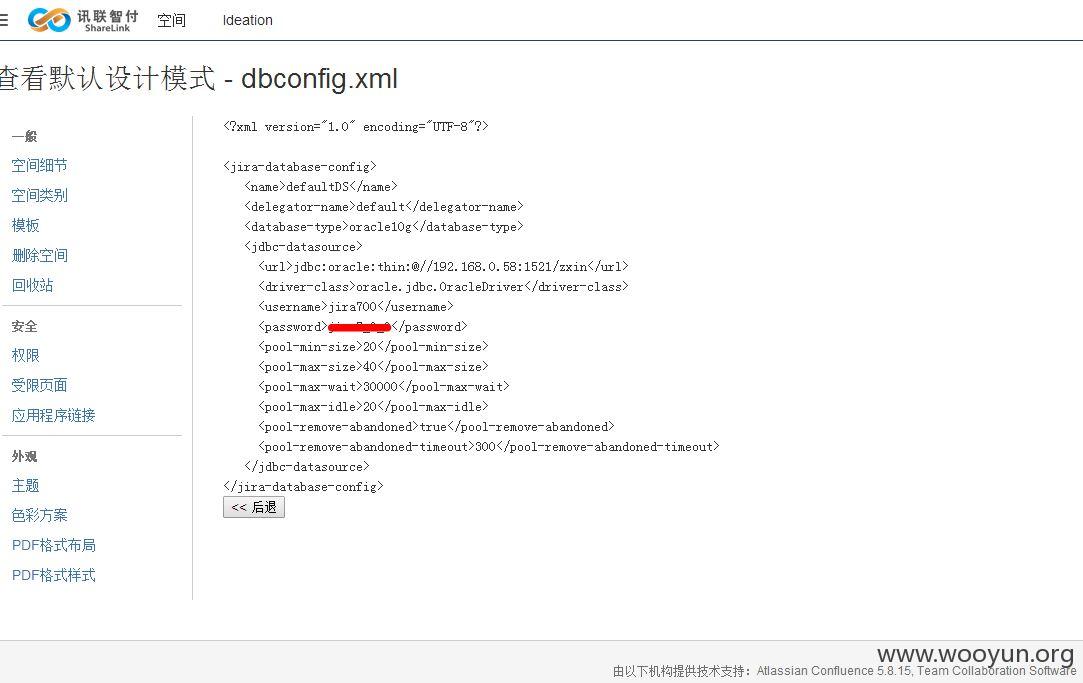 讯联智付
ShareLink
空间
Ideation
查看默认设计模式 - dbconfig.xml
一般
空间细节
空间类别
模板
删除空间
回收站
安全
权限
受限页面
应用程序链接
外观
主题
色彩方案
PDF格式布局
PDF格式样式
<?xml version="1.0" encoding="UTF-8"?>
<jira-database-config>
<name>defaultDS</name>
<delegator-name>default</delegator-name>
<database-type>oracle10g</database-type>
<jdbc-datasource>
<url>jdbc:oracle:thin:@//192.168.0.58:1521/zxin</url>
<driver-class>oracle.jdbc.OracleDriver</driver-class>
<username>jira700</username>
<password></password>
<pool-min-size>20</pool-min-size>
<pool-max-size>40</pool-max-size>
<pool-max-wait>30000</pool-max-wait>
<pool-max-idle>20</pool-max-idle>
<pool-remove-abandoned>true</pool-remove-abandoned>
<pool-remove-abandoned-timeout>300</pool-remove-abandoned-timeout>
</jdbc-datasource>
</jira-database-config>
<< 后退
www.wooyun.org
由以下机构提供技术支持：Atlassian Confluence 5.8.15, Team Collaboration Software